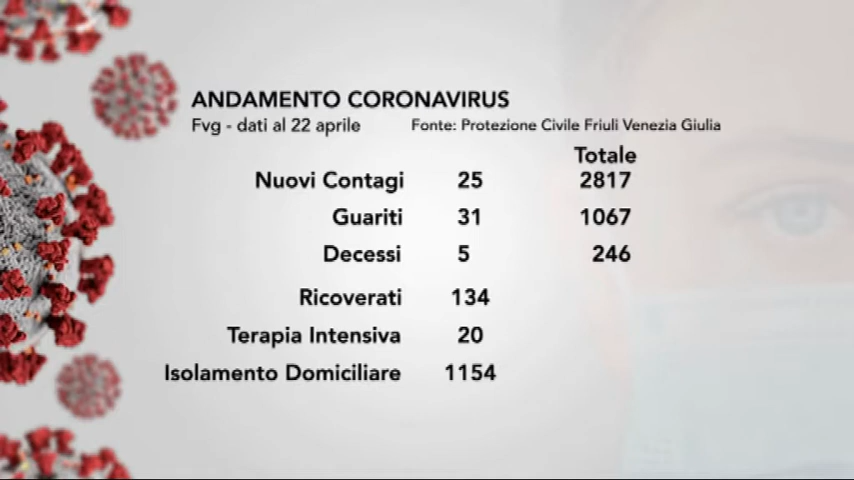 ANDAMENTO CORONAVIRUS
Fvg - dati al 22 aprile Fonte: Protezione Civile Friuli Venezia Giulia
Totale
Nuovi Contagi 25 2817
Guariti 31 1067
Decessi 5 246
Ricoverati 134
Terapia Intensiva 20
Isolamento Domiciliare 1154